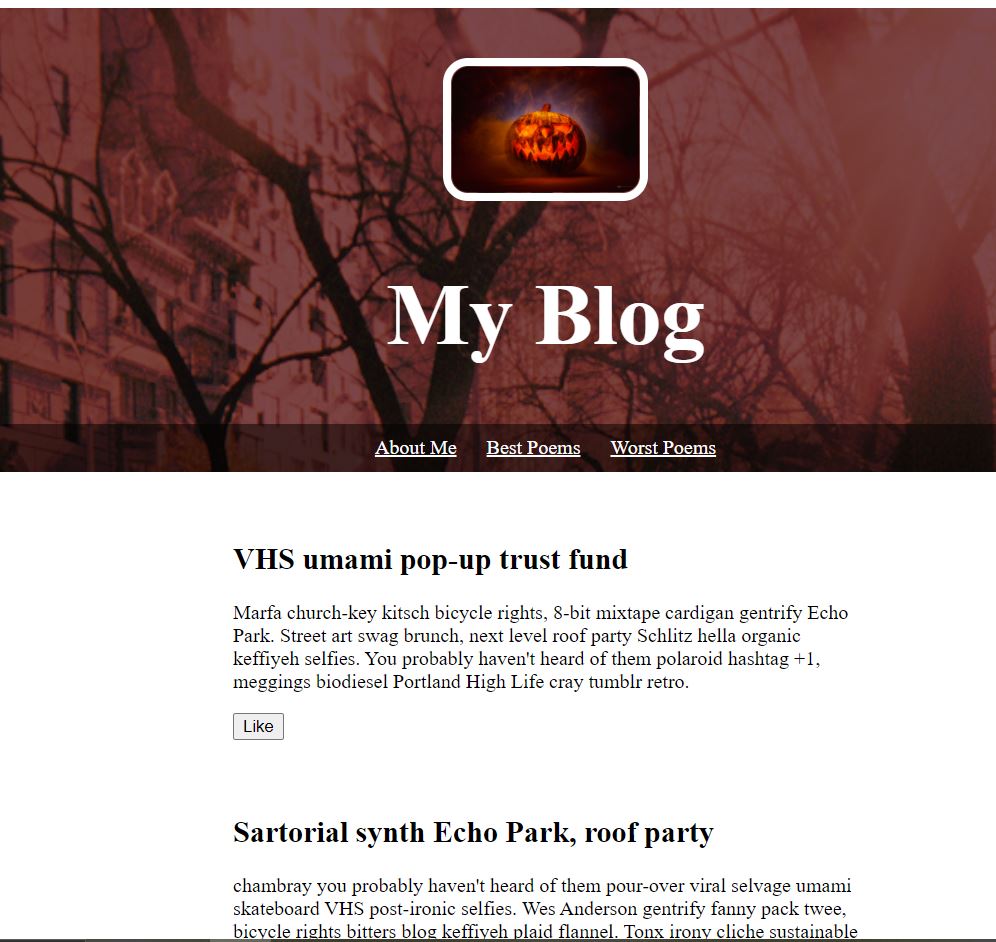 My Blog
About Me Best Poems Worst Poems
VHS umami pop-up trust fund
Marfa church-key kitsch bicycle rights, 8-bit mixtape cardigan gentrify Echo
Park. Street art swag brunch, next level roof party Schlitz hella organic
keffiyeh selfies. You probably haven't heard of them polaroid hashtag +1,
meggings biodiesel Portland High Life cray tumblr retro.
Like
Sartorial synth Echo Park, roof party
chambray you probably haven't heard of them pour-over viral selvage umami
skateboard VHS post-ironic selfies. Wes Anderson gentrify fanny pack twee,
bicycle rights bitters blog keffiyeh plaid flannel. Tonx irony cliche sustainable